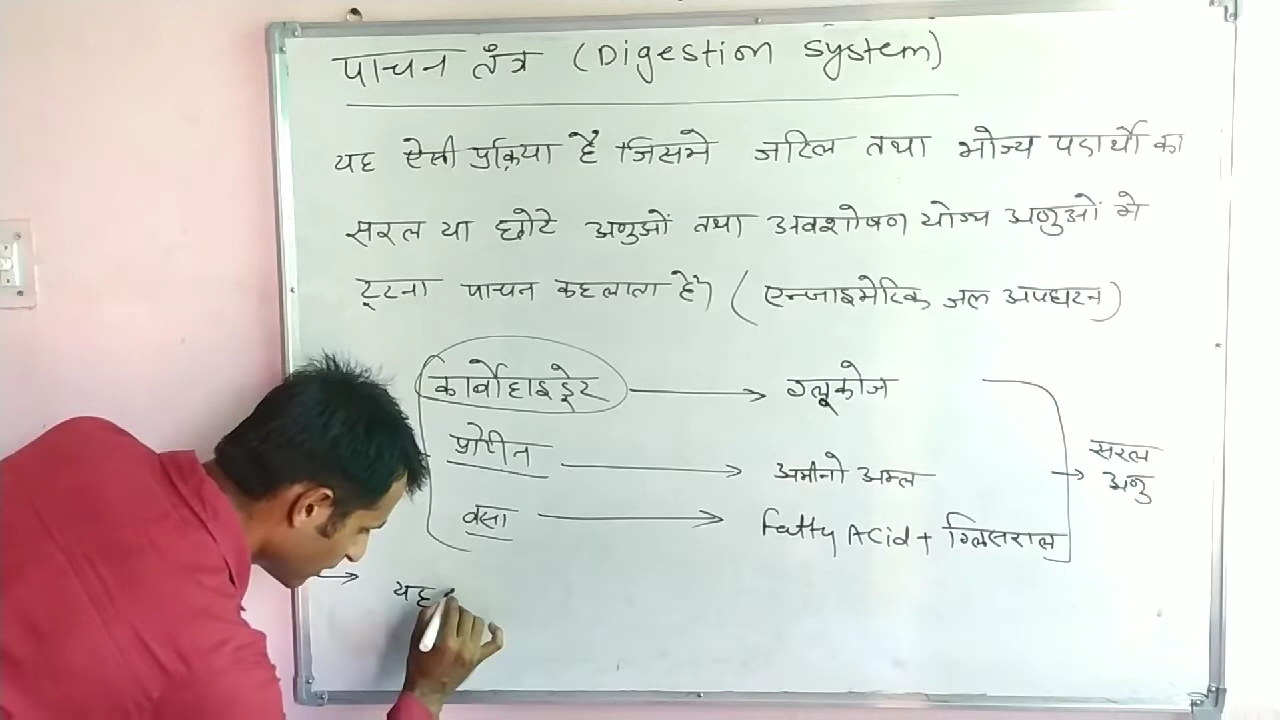 पाचन तंत्र (Digestion system)
यह ऐसी प्रक्रिया है जिसमे जटिल तथा भोज्य पदार्थो का
सरल या छोटे अणुओं तथा अवशोषण योग्य अणुओं मे
टूटना पाचन कहलाता है। (एन्जाइमेटिक जल अपघटन)
कार्बोहाइड्रेट → ग्लूकोज
प्रोटीन → अमीनो अम्ल
वसा → Fatty Acid + ग्लिसराल
→ सरल
अनु
→ यह